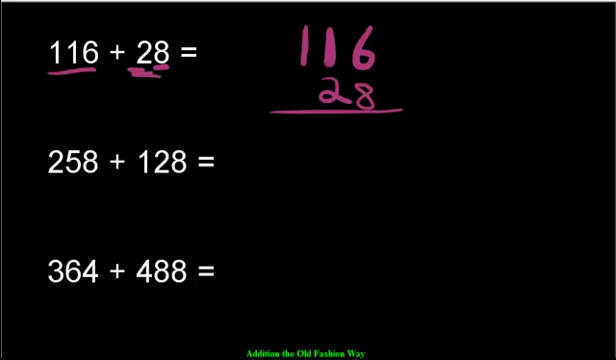 116 + 28 =
116
28
258 + 128 =
364 + 488 =
Addition the Old Fashion Way